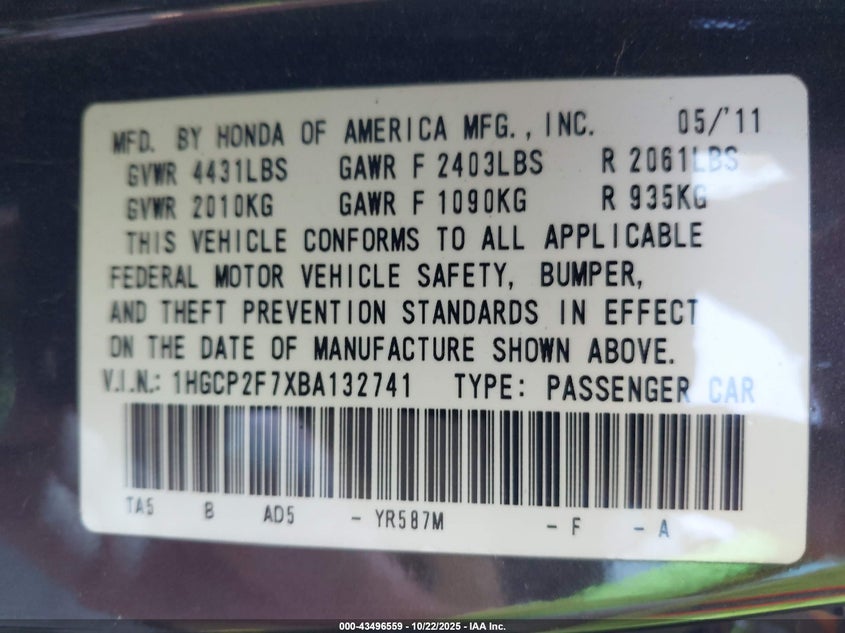 MFD. BY HONDA OF AMERICA MFG., INC. 05/'11
GVWR 4431LBS GAWR F 2403LBS R 2061LBS
GVWR 2010KG GAWR F 1090KG R 935KG
THIS VEHICLE CONFORMS TO ALL APPLICABLE
FEDERAL MOTOR VEHICLE SAFETY, BUMPER,
AND THEFT PREVENTION STANDARDS IN EFFECT
ON THE DATE OF MANUFACTURE SHOWN ABOVE.
V.I.N.: 1HGCP2F7XBA132741 TYPE: PASSENGER CAR
TA5 B AD5 - YR587M - F - A
000-43496559 - 10/22/2025 - IAA Inc.